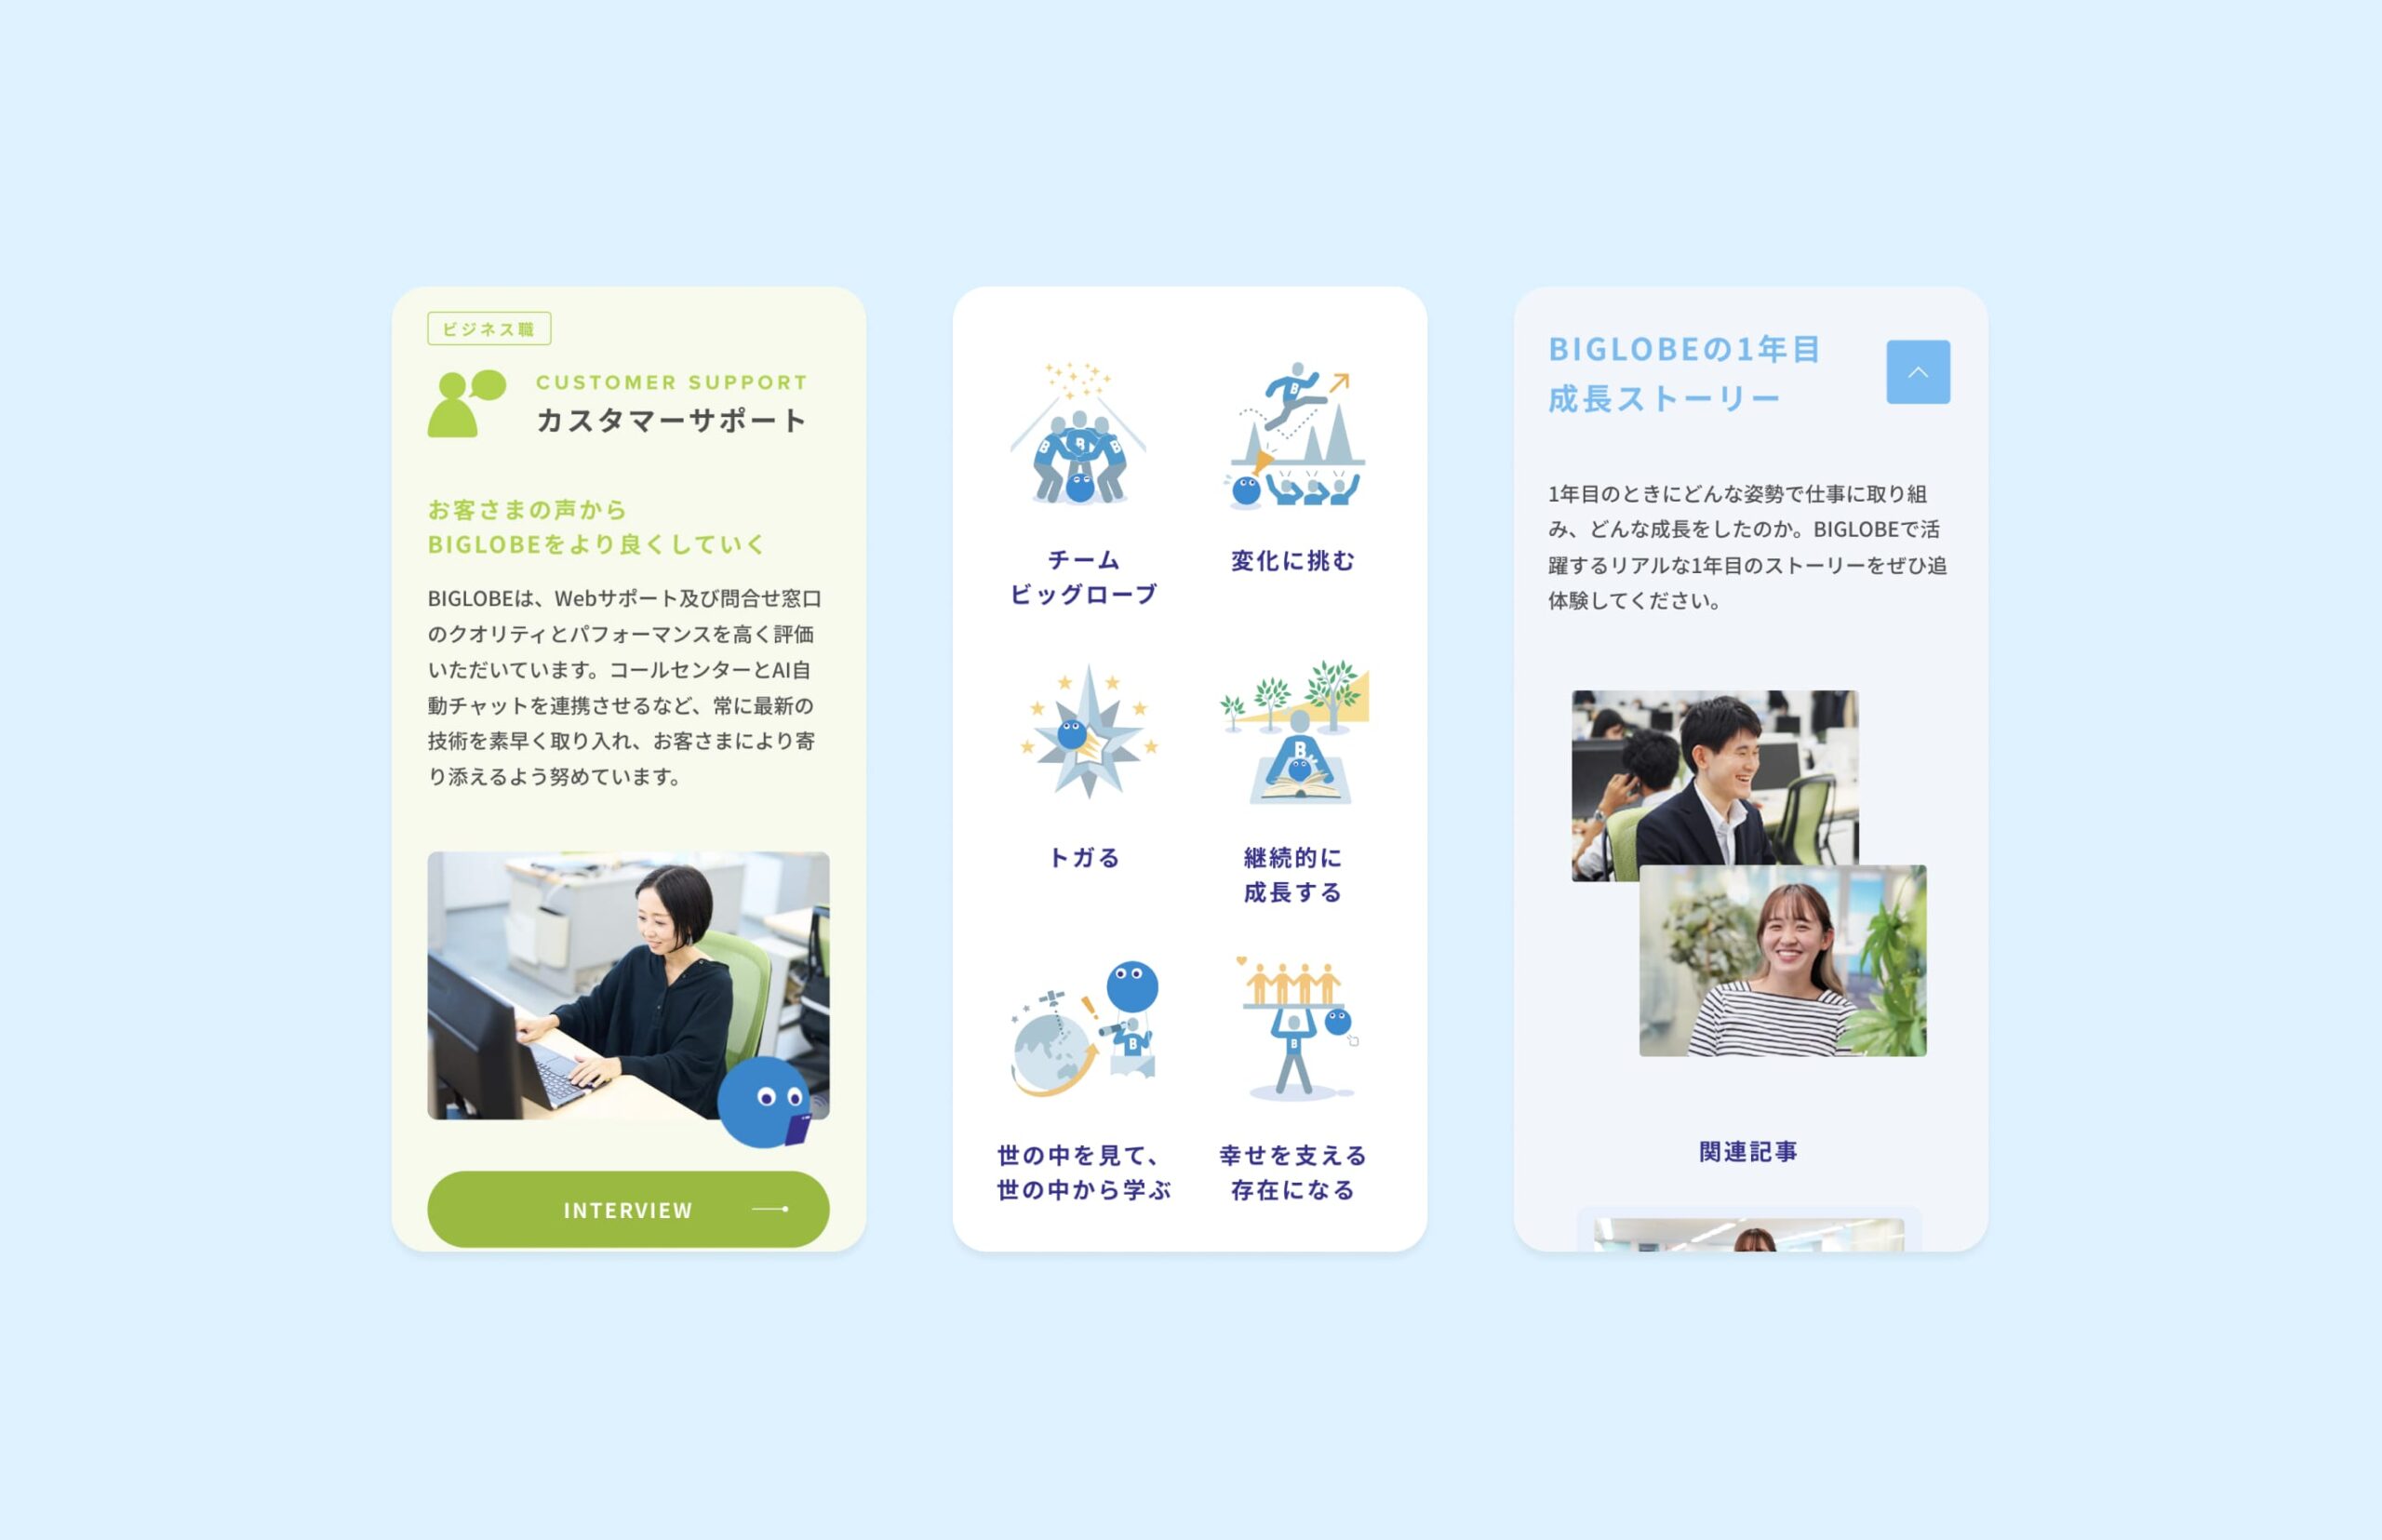 ビジネス職
CUSTOMER SUPPORT
カスタマーサポート
お客さまの声から
BIGLOBEをより良くしていく
BIGLOBEは、Webサポート及び問合せ窓口
のクオリティとパフォーマンスを高く評価
いただいています。コールセンターとAI自
動チャットを連携させるなど、常に最新の
技術を素早く取り入れ、お客さまにより寄
り添えるよう努めています。
INTERVIEW
チーム
ビッグローブ
変化に挑む
トガる
継続的に
成長する
世の中を見て、
世の中から学ぶ
幸せを支える
存在になる
BIGLOBEの1年目
成長ストーリー
1年目のときにどんな姿勢で仕事に取り組
み、どんな成長をしたのか。BIGLOBEで活
躍するリアルな1年目のストーリーをぜひ追
体験してください。
関連記事